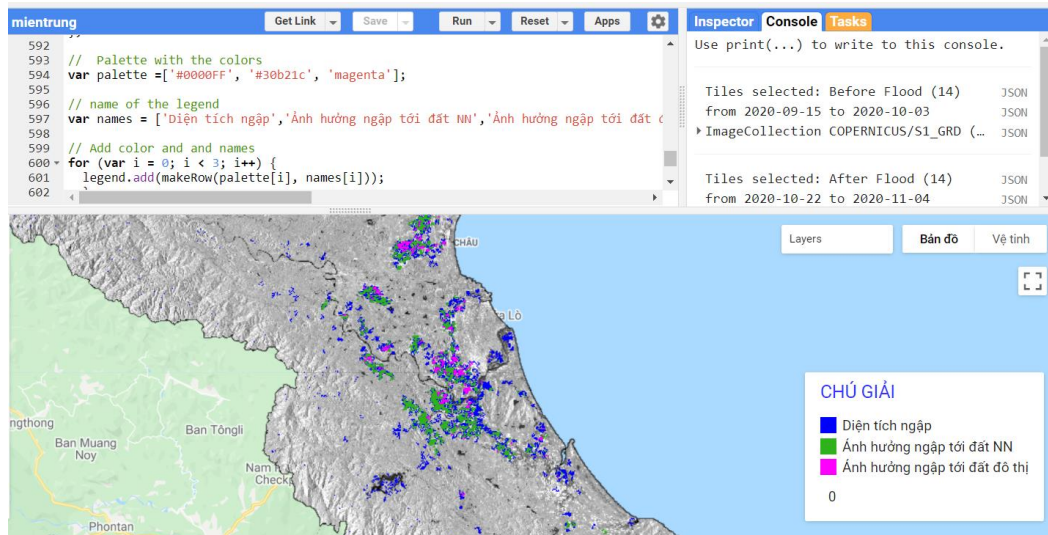 mientrung
Get Link
Save
Run
Reset
Apps
592
593 // Palette with the colors
594 var palette =['#0000FF', '#30b21c', 'magenta'];
595
596 // name of the legend
597 var names = ['Diện tích ngập','Ảnh hưởng ngập tới đất NN','Ảnh hưởng ngập tới đất
598
599 // Add color and and names
600 for (var i = 0; i < 3; i++) {
601 legend.add(makeRow(palette[i], names[i]));
602
Inspector Console Tasks
Use print(...) to write to this console.
Tiles selected: Before Flood (14) JSON
from 2020-09-15 to 2020-10-03 JSON
ImageCollection COPERNICUS/S1_GRD (… JSON
Tiles selected: After Flood (14) JSON
from 2020-10-22 to 2020-11-04 JSON
Layers
Bản đồ
Vệ tinh
CHÂU
Lò
ngthong
Ban Muang
Noy
Ban Tôngli
Nam
Check
Phontan
CHÚ GIẢI
Diện tích ngập
Ảnh hưởng ngập tới đất NN
Ảnh hưởng ngập tới đất đô thị
0